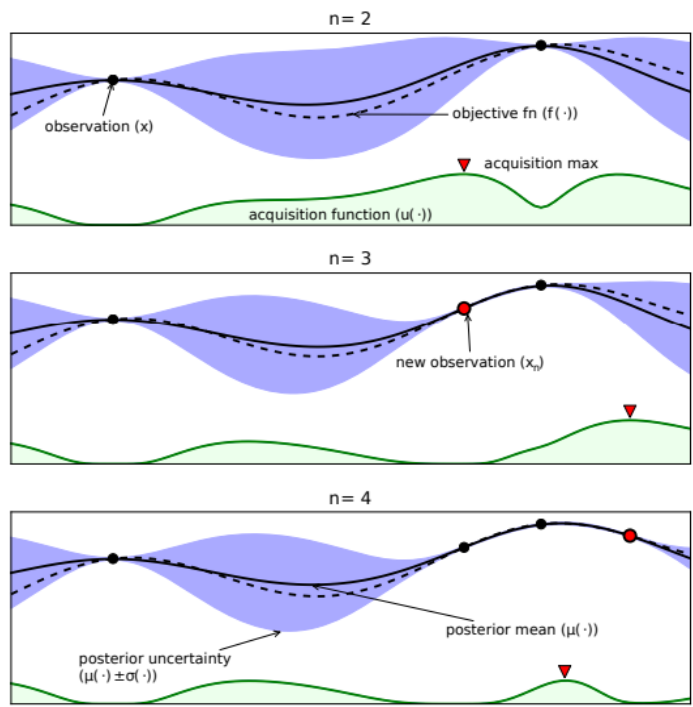 n= 2
observation (x)
objective fn (f(·))
acquisition max
acquisition function (u(·))
n= 3
new observation (xₙ)
n= 4
posterior mean (μ(·))
posterior uncertainty
(μ(·)±σ(·))